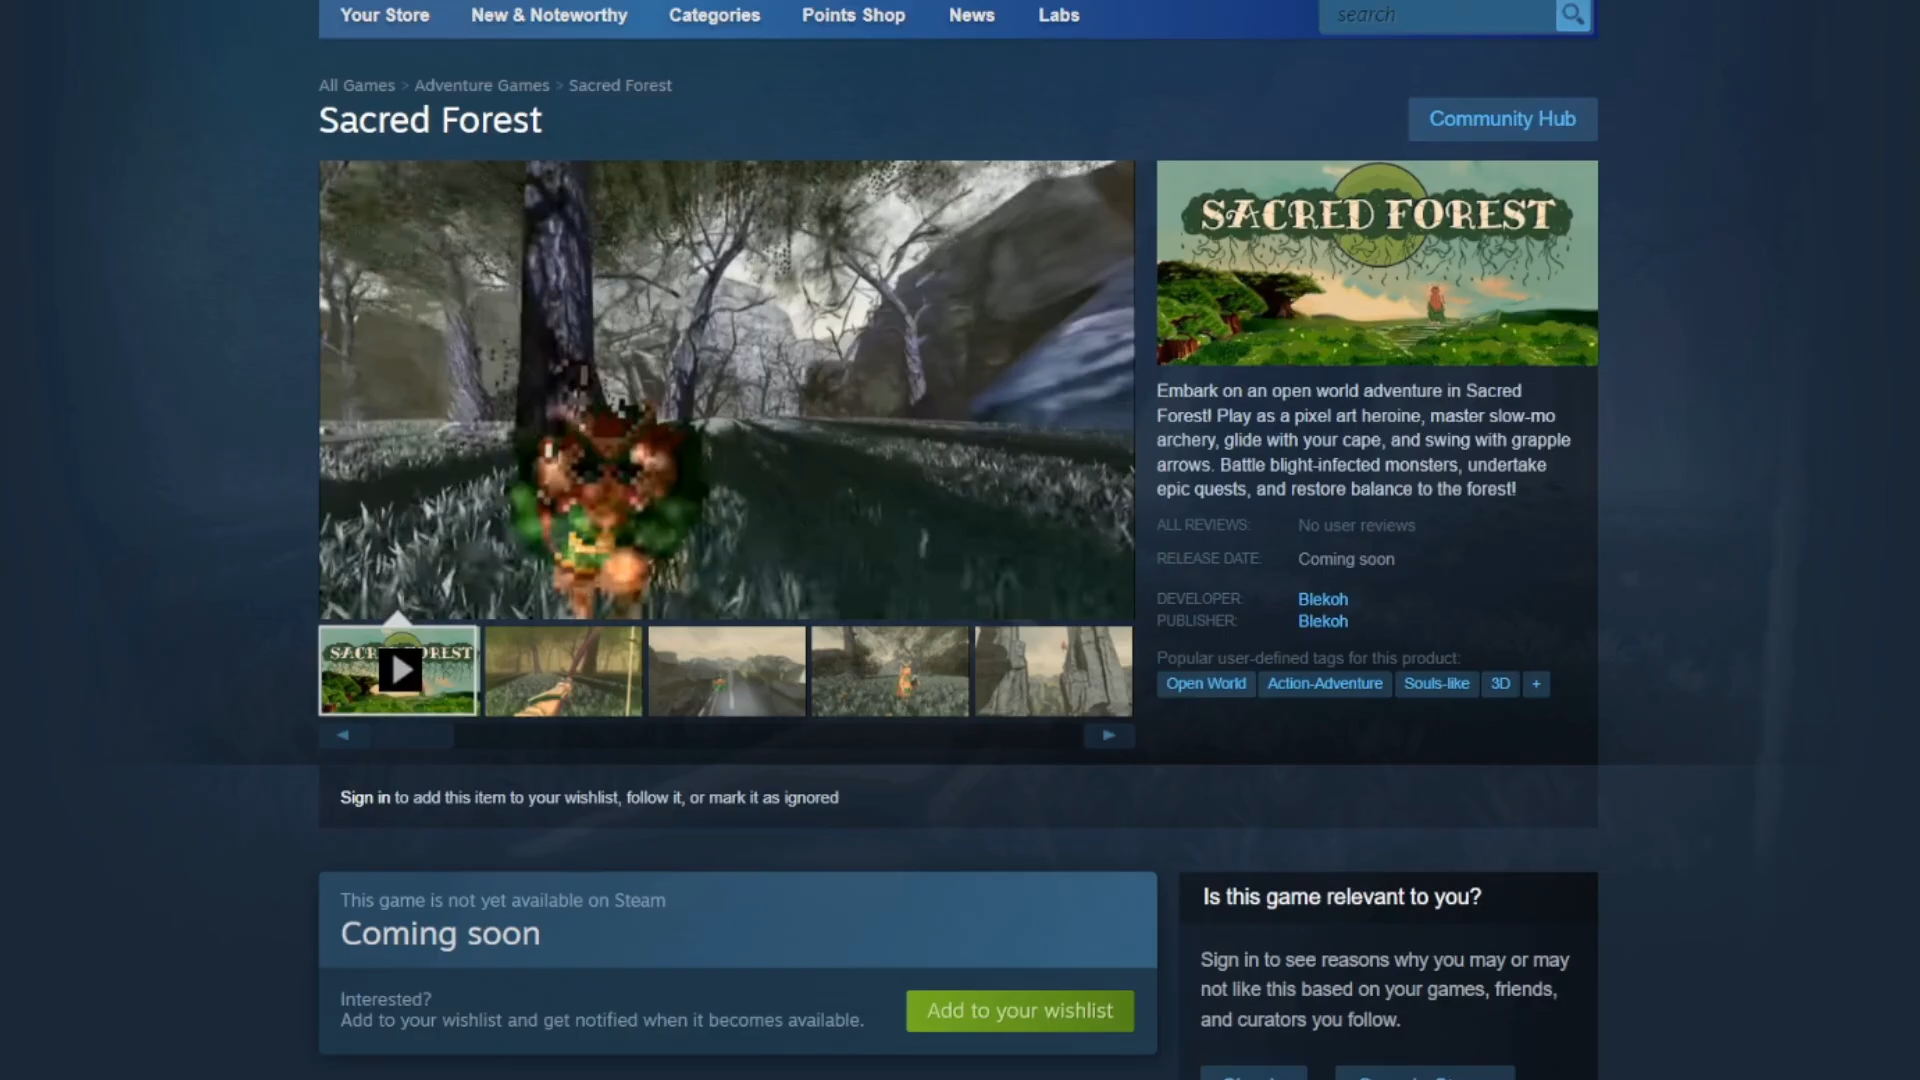 Your Store New & Noteworthy Categories Points Shop News Labs search
All Games > Adventure Games > Sacred Forest
Sacred Forest
Community Hub
SACRED FOREST
Embark on an open world adventure in Sacred
Forest! Play as a pixel art heroine, master slow-mo
archery, glide with your cape, and swing with grapple
arrows. Battle blight-infected monsters, undertake
epic quests, and restore balance to the forest!
ALL REVIEWS: No user reviews
RELEASE DATE: Coming soon
DEVELOPER: Blekoh
PUBLISHER: Blekoh
Popular user-defined tags for this product:
Open World Action-Adventure Souls-like 3D +
Sign in to add this item to your wishlist, follow it, or mark it as ignored
This game is not yet available on Steam
Coming soon
Interested?
Add to your wishlist and get notified when it becomes available.
Add to your wishlist
Is this game relevant to you?
Sign in to see reasons why you may or may
not like this based on your games, friends,
and curators you follow.